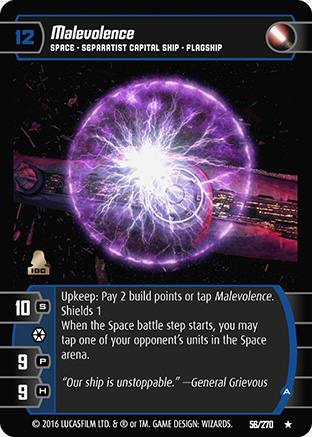 12 Malevolence
SPACE - SEPARATIST CAPITAL SHIP - FLAGSHIP
IDC
10 S
9 P
9 H
Upkeep: Pay 2 build points or tap Malevolence.
Shields 1
When the Space battle step starts, you may
tap one of your opponent's units in the Space
arena.
“Our ship is unstoppable.” —General Grievous
A
© 2016 LUCASFILM LTD. & ® OR TM. GAME DESIGN: WIZARDS. 58/270 ★